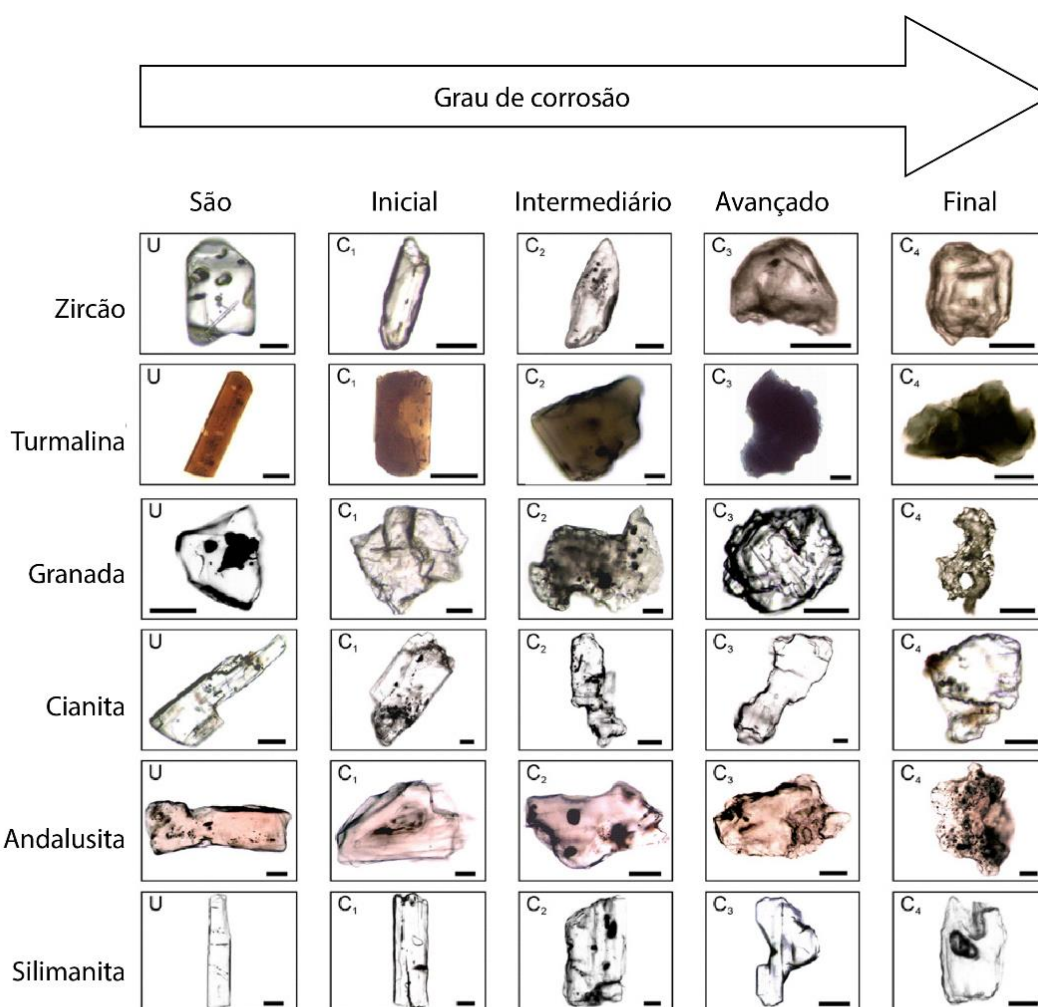 Grau de corrosão
São Inicial Intermediário Avançado Final
Zircão U C₁ C₂ C₃ C₄
Turmalina U C₁ C₂ C₃ C₄
Granada U C₁ C₂ C₃ C₄
Cianita U C₁ C₂ C₃ C₄
Andalusita U C₁ C₂ C₃ C₄
Silimanita U C₁ C₂ C₃ C₄